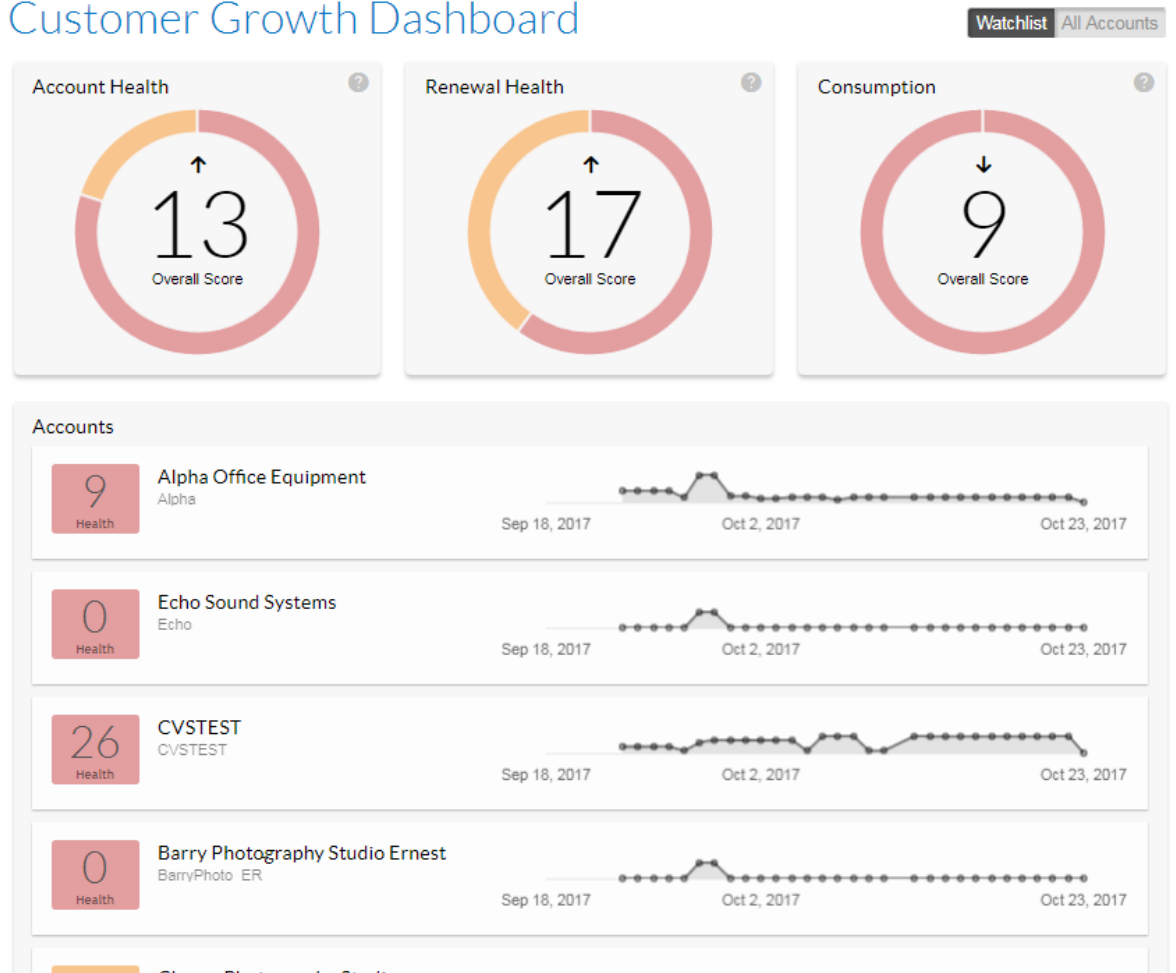 Customer Growth Dashboard
Watchlist All Accounts
Account Health ?
13
Overall Score
Renewal Health ?
17
Overall Score
Consumption ?
9
Overall Score
Accounts
9
Health
Alpha Office Equipment
Alpha
Sep 18, 2017 Oct 2, 2017 Oct 23, 2017
0
Health
Echo Sound Systems
Echo
Sep 18, 2017 Oct 2, 2017 Oct 23, 2017
26
Health
CVSTEST
CVSTEST
Sep 18, 2017 Oct 2, 2017 Oct 23, 2017
0
Health
Barry Photography Studio Ernest
BarryPhoto ER
Sep 18, 2017 Oct 2, 2017 Oct 23, 2017